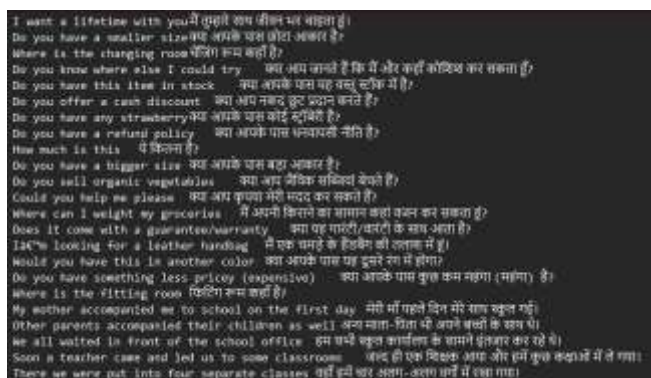 I want a lifetime with you मैं तुम्हारे साथ जीवन भर चाहता हूं।
Do you have a smaller size क्या आपके पास छोटा आकार है?
Where is the changing room चेंजिंग रूम कहाँ है?
Do you know where else I could try क्या आप जानते हैं कि मैं और कहाँ कोशिश कर सकता हूँ?
Do you have this item in stock क्या आपके पास यह वस्तु स्टॉक में है?
Do you offer a cash discount क्या आप नकद छूट प्रदान करते हैं?
Do you have any strawberry क्या आपके पास कोई स्ट्रॉबेरी है?
Do you have a refund policy क्या आपके पास धनवापसी नीति है?
How much is this ये कितना है?
Do you have a bigger size क्या आपके पास बड़ा आकार है?
Do you sell organic vegetables क्या आप जैविक सब्जियां बेचते हैं?
Could you help me please क्या आप कृपया मेरी मदद कर सकते हैं?
Where can I weight my groceries मैं अपनी किराने का सामान कहां वजन कर सकता हूं?
Does it come with a guarantee/warranty क्या यह गारंटी/वारंटी के साथ आता है?
Iâ€™m looking for a leather handbag मैं एक चमड़े के हैंडबैग की तलाश में हूं।
Would you have this in another color क्या आपके पास यह दूसरे रंग में होगा?
Do you have something less pricey (expensive) क्या आपके पास कुछ कम महंगा (महंगा) है?
Where is the fitting room फिटिंग रूम कहाँ है?
My mother accompanied me to school on the first day मेरी माँ पहले दिन मेरे साथ स्कूल गई।
Other parents accompanied their children as well अन्य माता-पिता भी अपने बच्चों के साथ थे।
We all waited in front of the school office हम सभी स्कूल कार्यालय के सामने इंतजार कर रहे थे।
Soon a teacher came and led us to some classrooms जल्द ही एक शिक्षक आया और हमें कुछ कक्षाओं में ले गया।
There we were put into four separate classes वहाँ हमें चार अलग-अलग वर्गों में रखा गया।